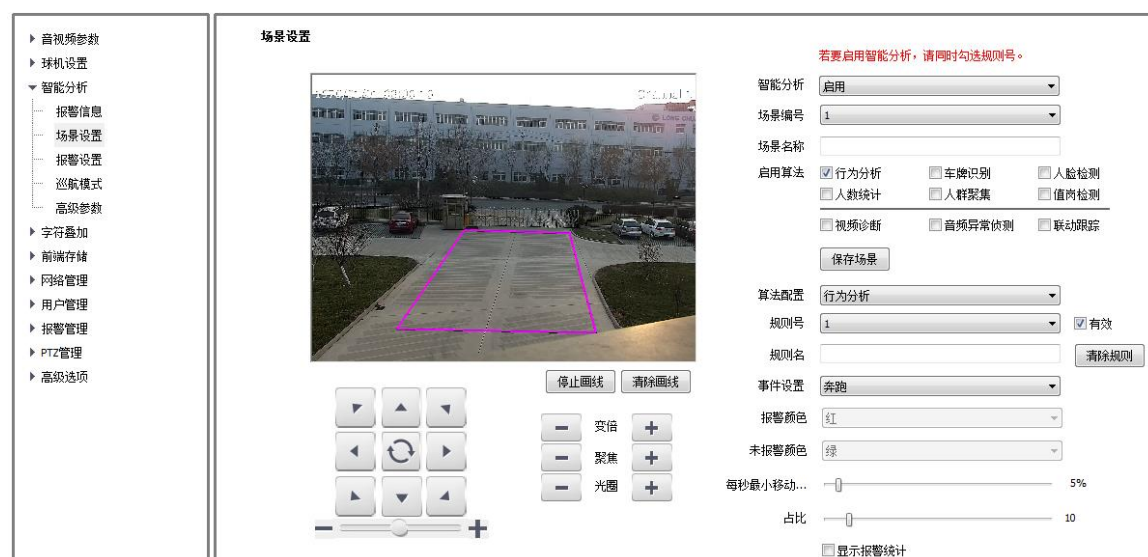 音视频参数
球机设置
智能分析
报警信息
场景设置
报警设置
巡航模式
高级参数
字符叠加
前端存储
网络管理
用户管理
报警管理
PTZ管理
高级选项
场景设置
停止画线 清除画线
变倍
聚焦
光圈
若要启用智能分析，请同时勾选规则号。
智能分析 启用
场景编号 1
场景名称
启用算法 行为分析 车牌识别 人脸检测
人数统计 人群聚集 值岗检测
视频诊断 音频异常侦测 联动跟踪
保存场景
算法配置 行为分析
规则号 1 有效
规则名 清除规则
事件设置 奔跑
报警颜色 红
未报警颜色 绿
每秒最小移动... 5%
占比 10
显示报警统计